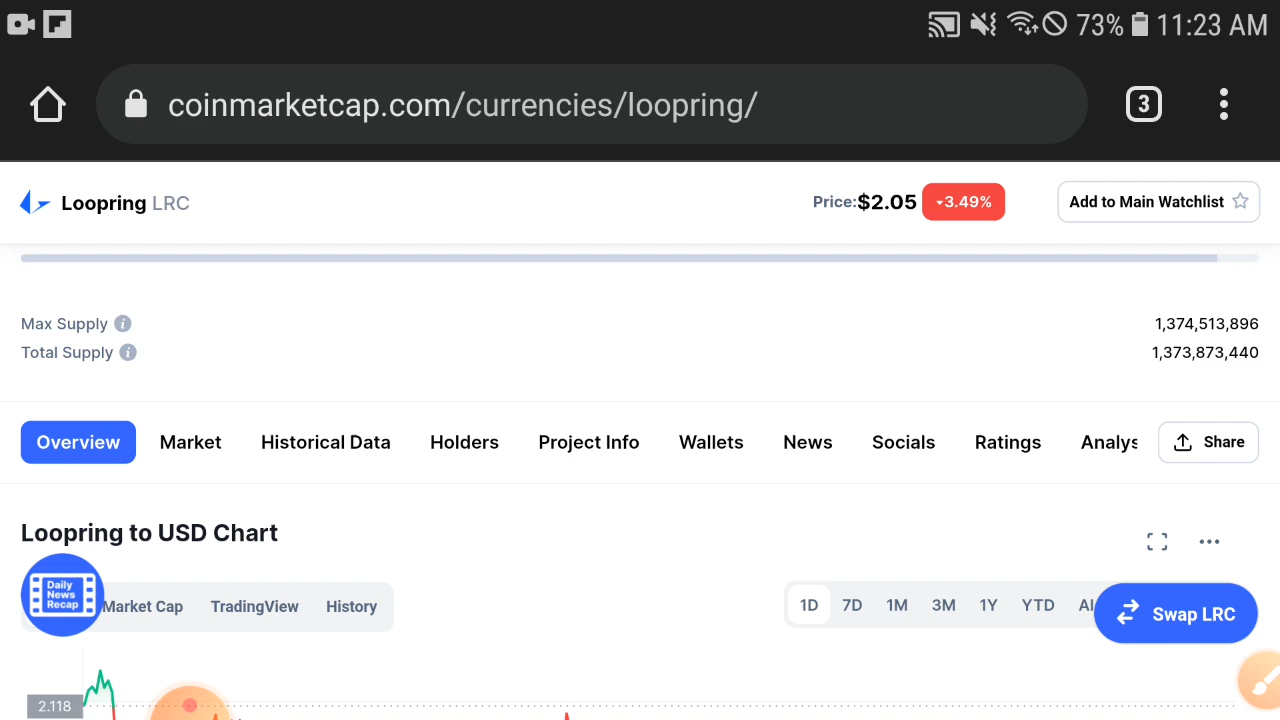 73% 11:23 AM
coinmarketcap.com/currencies/loopring/
3
Loopring LRC Price:$2.05 3.49% Add to Main Watchlist
Max Supply 1,374,513,896
Total Supply 1,373,873,440
Overview Market Historical Data Holders Project Info Wallets News Socials Ratings Analys Share
Loopring to USD Chart
Daily
News
Recap
Market Cap TradingView History 1D 7D 1M 3M 1Y YTD Al Swap LRC
2.118